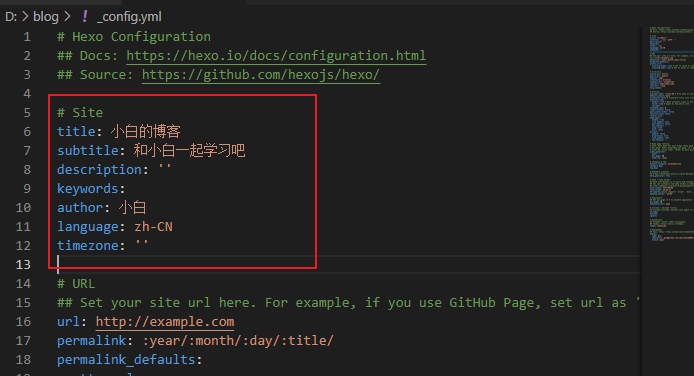 D: > blog > ! _config.yml
1 # Hexo Configuration
2 ## Docs: https://hexo.io/docs/configuration.html
3 ## Source: https://github.com/hexojs/hexo/
4
5 # Site
6 title: 小白的博客
7 subtitle: 和小白一起学习吧
8 description: ''
9 keywords:
10 author: 小白
11 language: zh-CN
12 timezone: ''
13
14 # URL
15 ## Set your site url here. For example, if you use GitHub Page, set url as '
16 url: http://example.com
17 permalink: :year/:month/:day/:title/
18 permalink_defaults: